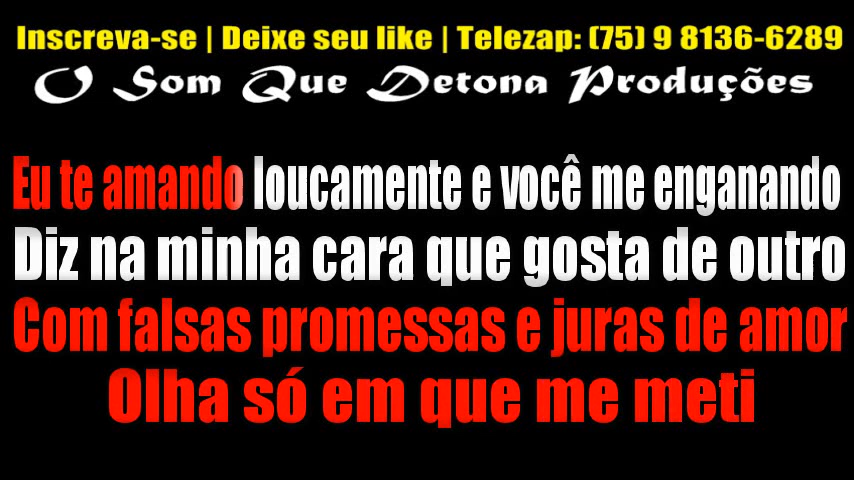 Inscreva-se | Deixe seu like | Telezap: (75) 9 8136-6289
O Som Que Detona Produções
Eu te amando loucamente e você me enganando
Diz na minha cara que gosta de outro
Com falsas promessas e juras de amor
Olha só em que me meti